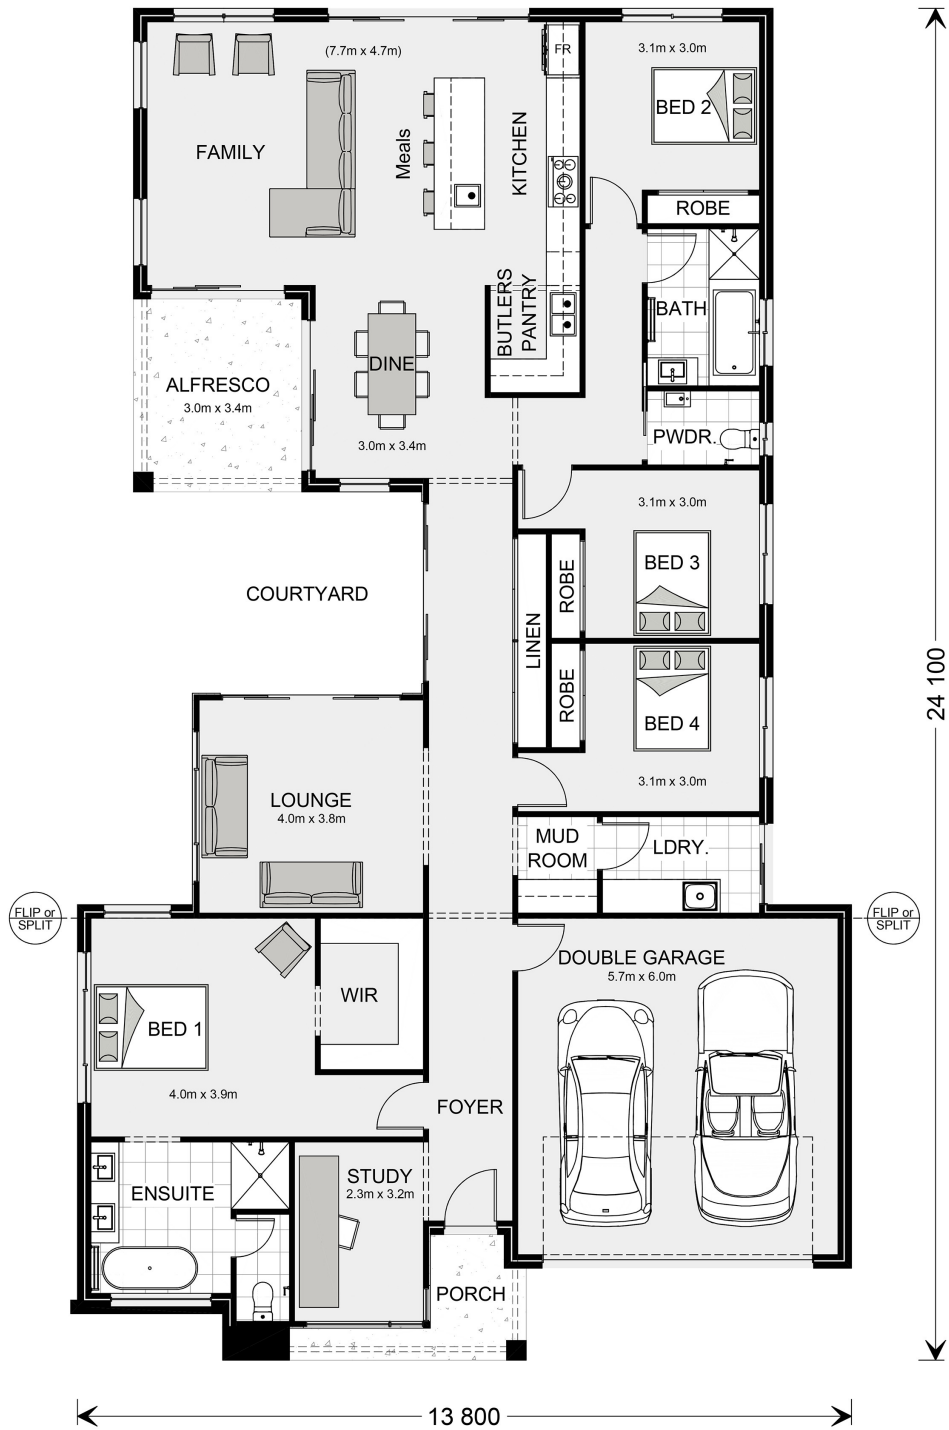 (7.7m x 4.7m)
FR
3.1m x 3.0m
BED 2
FAMILY
Meals
KITCHEN
ROBE
BUTLERS
PANTRY
BATH
DINE
ALFRESCO
3.0m x 3.4m
3.0m x 3.4m
PWDR.
3.1m x 3.0m
BED 3
ROBE
COURTYARD
LINEN
ROBE
BED 4
3.1m x 3.0m
24 100
LOUNGE
4.0m x 3.8m
MUD
ROOM
LDRY.
FLIP or
SPLIT
FLIP or
SPLIT
DOUBLE GARAGE
5.7m x 6.0m
WIR
BED 1
4.0m x 3.9m
FOYER
STUDY
2.3m x 3.2m
ENSUITE
PORCH
13 800